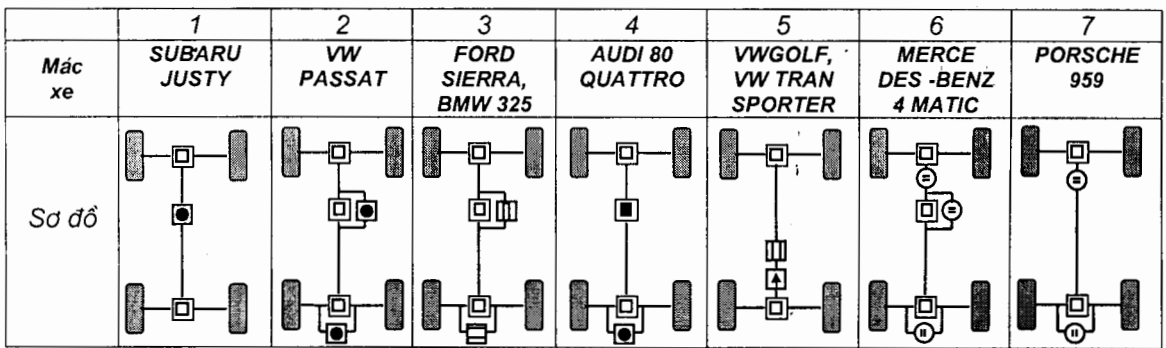 1 2 3 4 5 6 7
Mác
xe
SUBARU
JUSTY
VW
PASSAT
FORD
SIERRA,
BMW 325
AUDI 80
QUATTRO
VWGOLF,
VW TRAN
SPORTER
MERCE
DES -BENZ
4 MATIC
PORSCHE
959
Sơ đồ